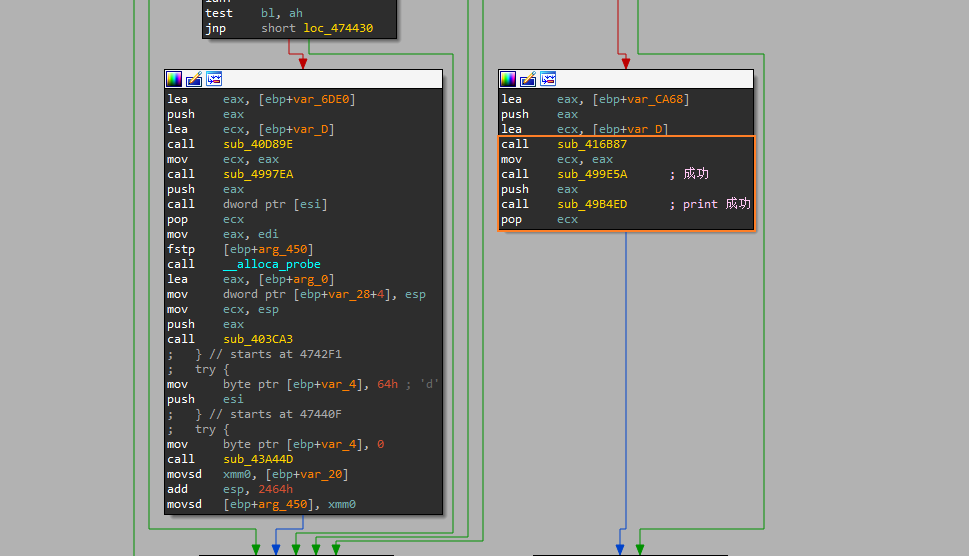 test    bl, ah
jnp     short loc_474430
lea     eax, [ebp+var_6DE0]
push    eax
lea     ecx, [ebp+var_D]
call    sub_40D89E
mov     ecx, eax
call    sub_4997EA
push    eax
call    dword ptr [esi]
pop     ecx
mov     eax, edi
fstp    [ebp+arg_450]
call    __alloca_probe
lea     eax, [ebp+arg_0]
mov     dword ptr [ebp+var_28+4], esp
mov     ecx, esp
push    eax
call    sub_403CA3
;   } // starts at 4742F1
;   try {
mov     byte ptr [ebp+var_4], 64h ; 'd'
push    esi
;   } // starts at 47440F
;   try {
mov     byte ptr [ebp+var_4], 0
call    sub_43A44D
movsd   xmm0, [ebp+var_20]
add     esp, 2464h
movsd   [ebp+arg_450], xmm0
lea     eax, [ebp+var_CA68]
push    eax
lea     ecx, [ebp+var_D]
call    sub_416B87
mov     ecx, eax
call    sub_499E5A      ; 成功
push    eax
call    sub_49B4ED      ; print 成功
pop     ecx